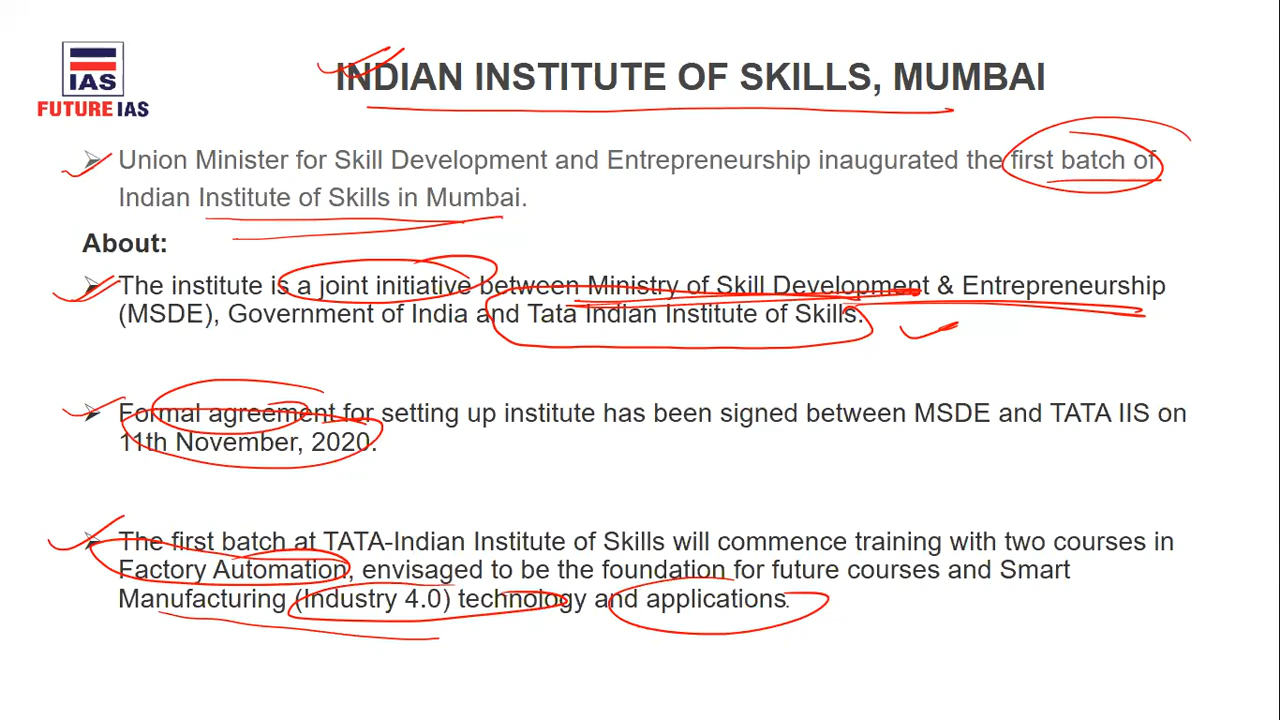 IAS
FUTURE IAS
INDIAN INSTITUTE OF SKILLS, MUMBAI
Union Minister for Skill Development and Entrepreneurship inaugurated the first batch of
Indian Institute of Skills in Mumbai.
About:
The institute is a joint initiative between Ministry of Skill Development & Entrepreneurship
(MSDE), Government of India and Tata Indian Institute of Skills.
Formal agreement for setting up institute has been signed between MSDE and TATA IIS on
11th November, 2020.
The first batch at TATA-Indian Institute of Skills will commence training with two courses in
Factory Automation, envisaged to be the foundation for future courses and Smart
Manufacturing (Industry 4.0) technology and applications.